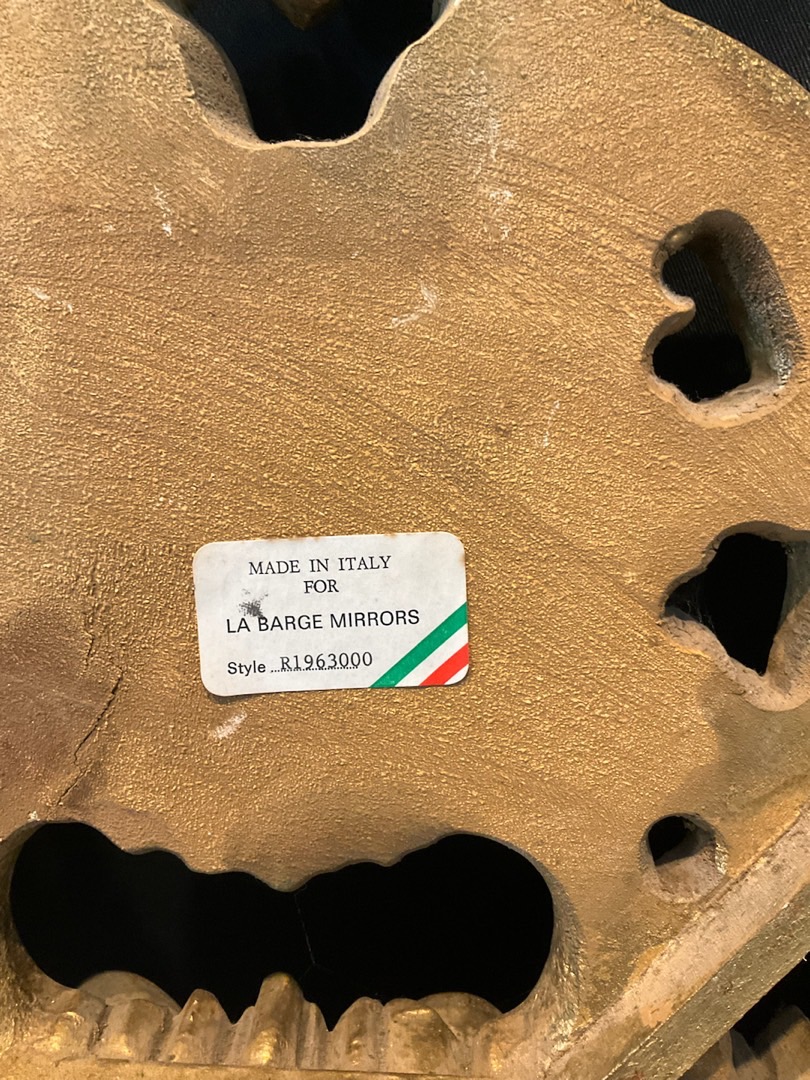 MADE IN ITALY
FOR
LA BARGE MIRRORS
Style ... R1963000